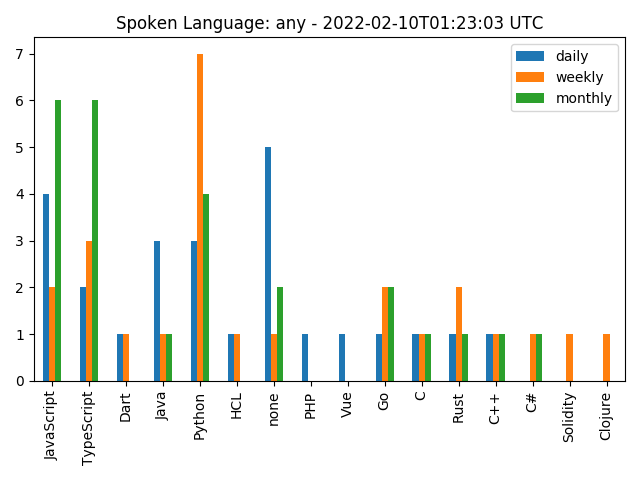 Spoken Language: any - 2022-02-10T01:23:03 UTC
daily
weekly
monthly
7
6
5
4
3
2
1
0
JavaScript
TypeScript
Dart
Java
Python
HCL
none
PHP
Vue
Go
C
Rust
C++
C#
Solidity
Clojure